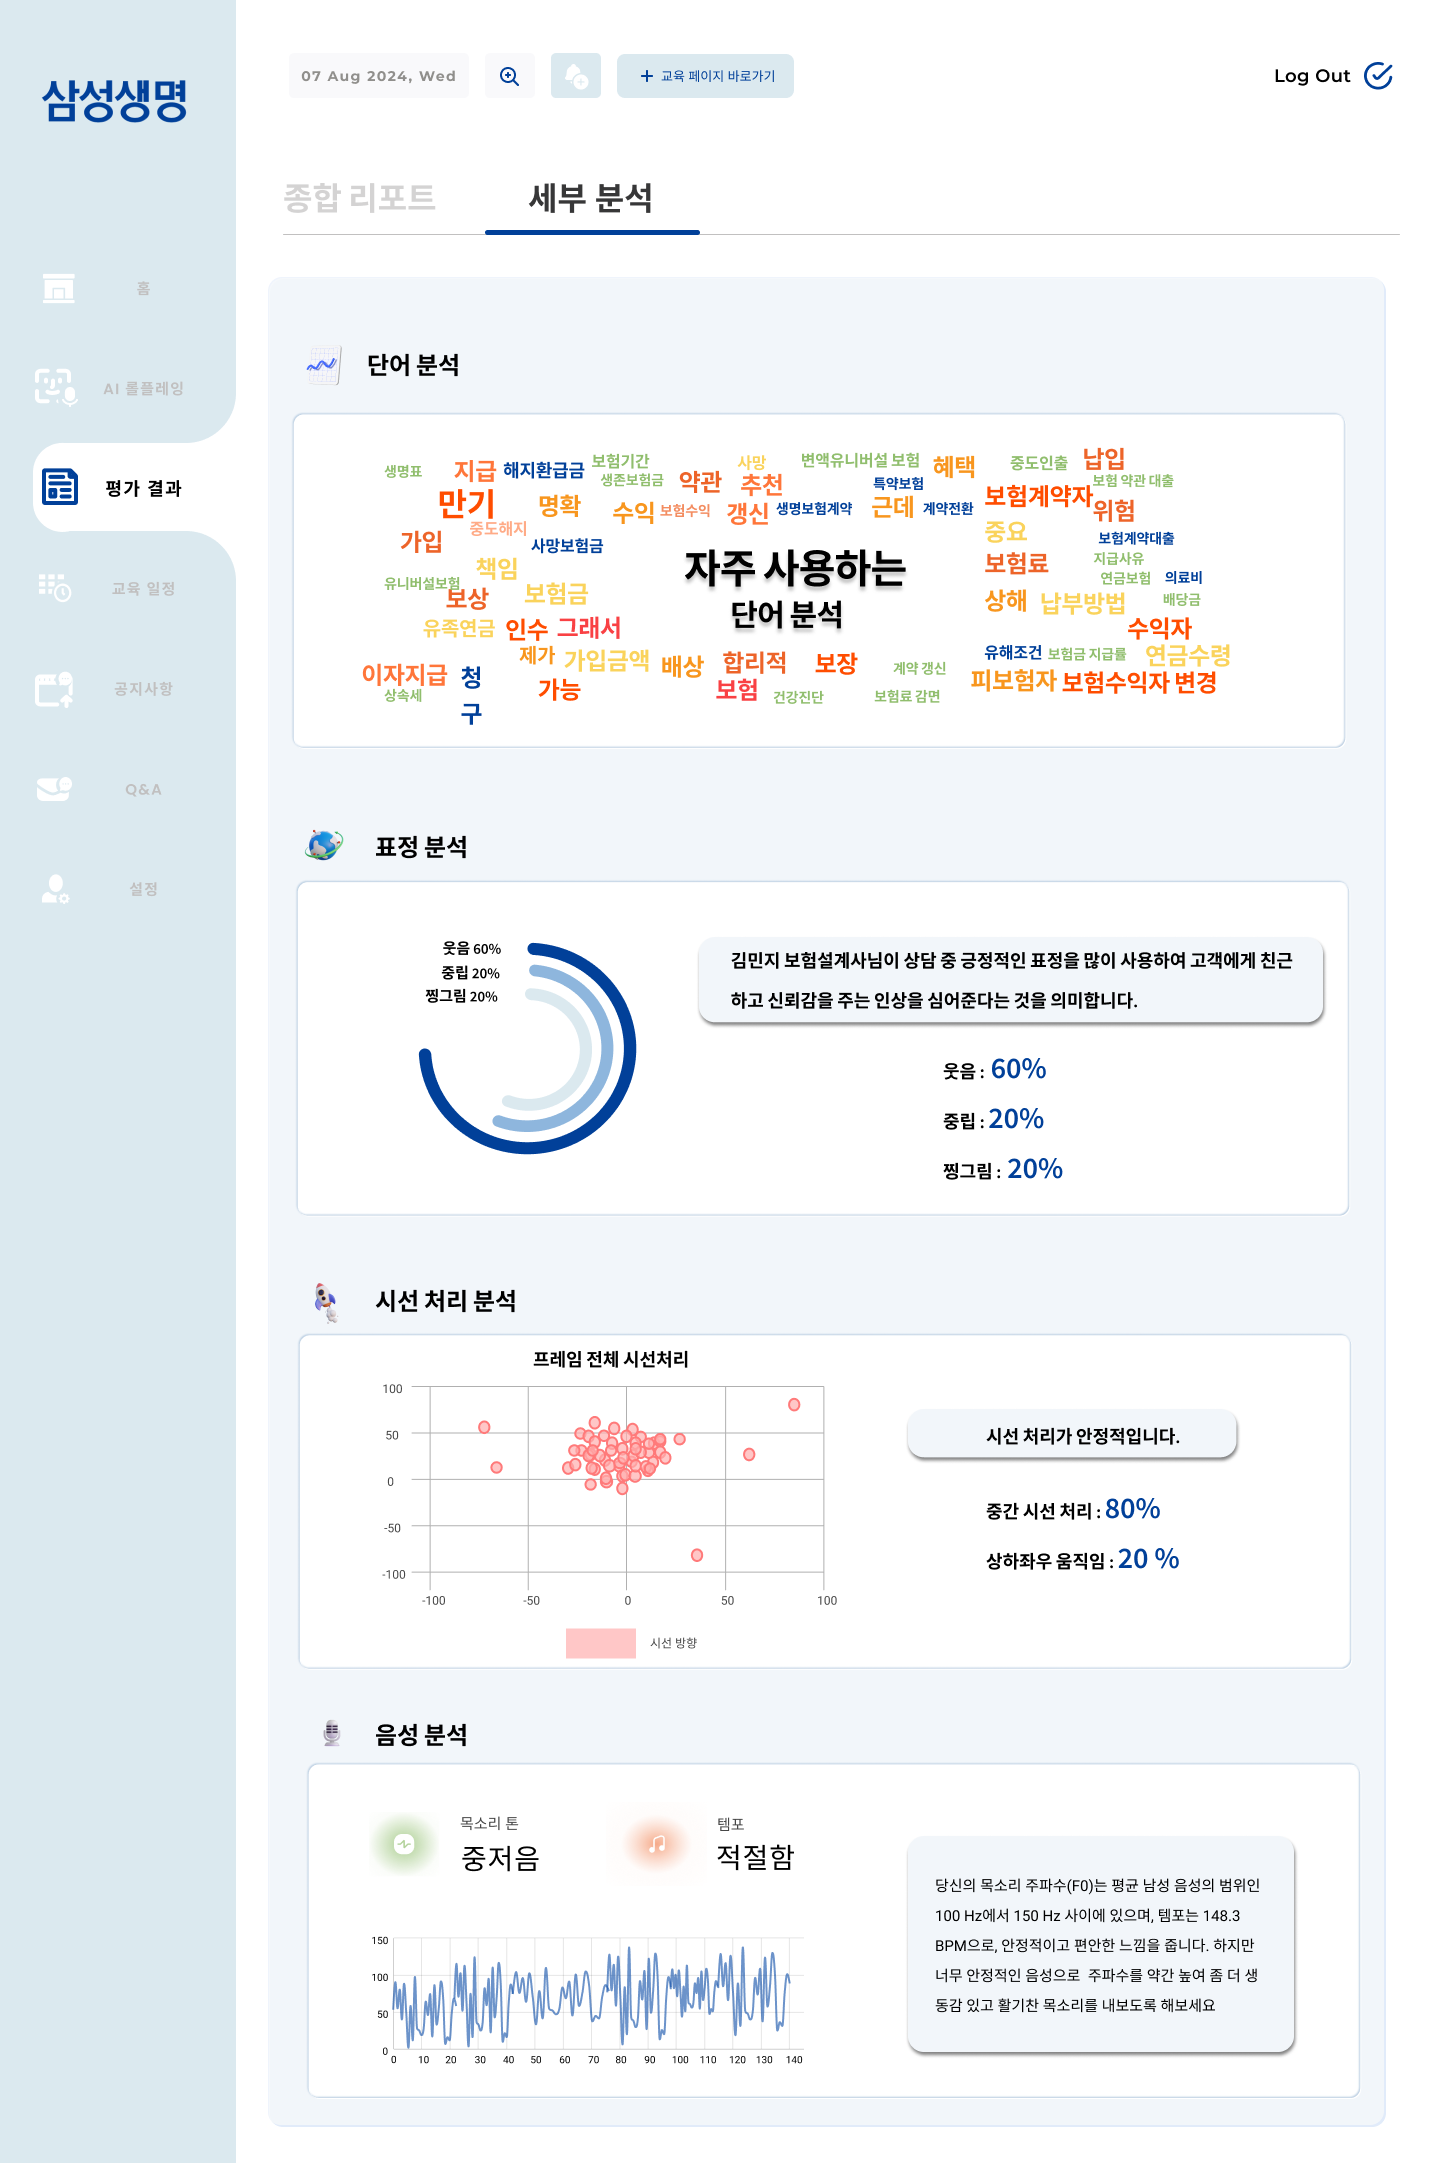 삼성생명
07 Aug 2024, Wed
교육 페이지 바로가기
Log Out
종합 리포트
세부 분석
홈
AI 롤플레잉
평가 결과
교육 일정
공지사항
Q&A
설정
단어 분석
생명표
지급
해지환급금
보험기간
생존보험금
약관
사망
추천
변액유니버설 보험
특약보험
혜택
중도인출
납입
보험 약관 대출
만기
명확
수익
보험수익
갱신
생명보험계약
근데
계약전환
보험계약자
위험
중도해지
가입
사망보험금
중요
보험계약대출
책임
자주 사용하는
보험료
지급사유
유니버설보험
연금보험
의료비
보상
보험금
단어 분석
상해
납부방법
배당금
유족연금
인수
그래서
수익자
제가
가입금액
배상
합리적
보장
계약 갱신
유해조건
보험금 지급률
연금수령
이자지급
청
구
상속세
가능
보험
건강진단
보험료 감면
피보험자
보험수익자 변경
표정 분석
웃음 60%
중립 20%
찡그림 20%
김민지 보험설계사님이 상담 중 긍정적인 표정을 많이 사용하여 고객에게 친근
하고 신뢰감을 주는 인상을 심어준다는 것을 의미합니다.
웃음 : 60%
중립 : 20%
찡그림 : 20%
시선 처리 분석
프레임 전체 시선처리
100
50
0
-50
-100
-100 -50 0 50 100
시선 방향
시선 처리가 안정적입니다.
중간 시선 처리 : 80%
상하좌우 움직임 : 20 %
음성 분석
목소리 톤
중저음
템포
적절함
150
100
50
0
0 10 20 30 40 50 60 70 80 90 100 110 120 130 140
당신의 목소리 주파수(F0)는 평균 남성 음성의 범위인
100 Hz에서 150 Hz 사이에 있으며, 템포는 148.3
BPM으로, 안정적이고 편안한 느낌을 줍니다. 하지만
너무 안정적인 음성으로 주파수를 약간 높여 좀 더 생
동감 있고 활기찬 목소리를 내보도록 해보세요